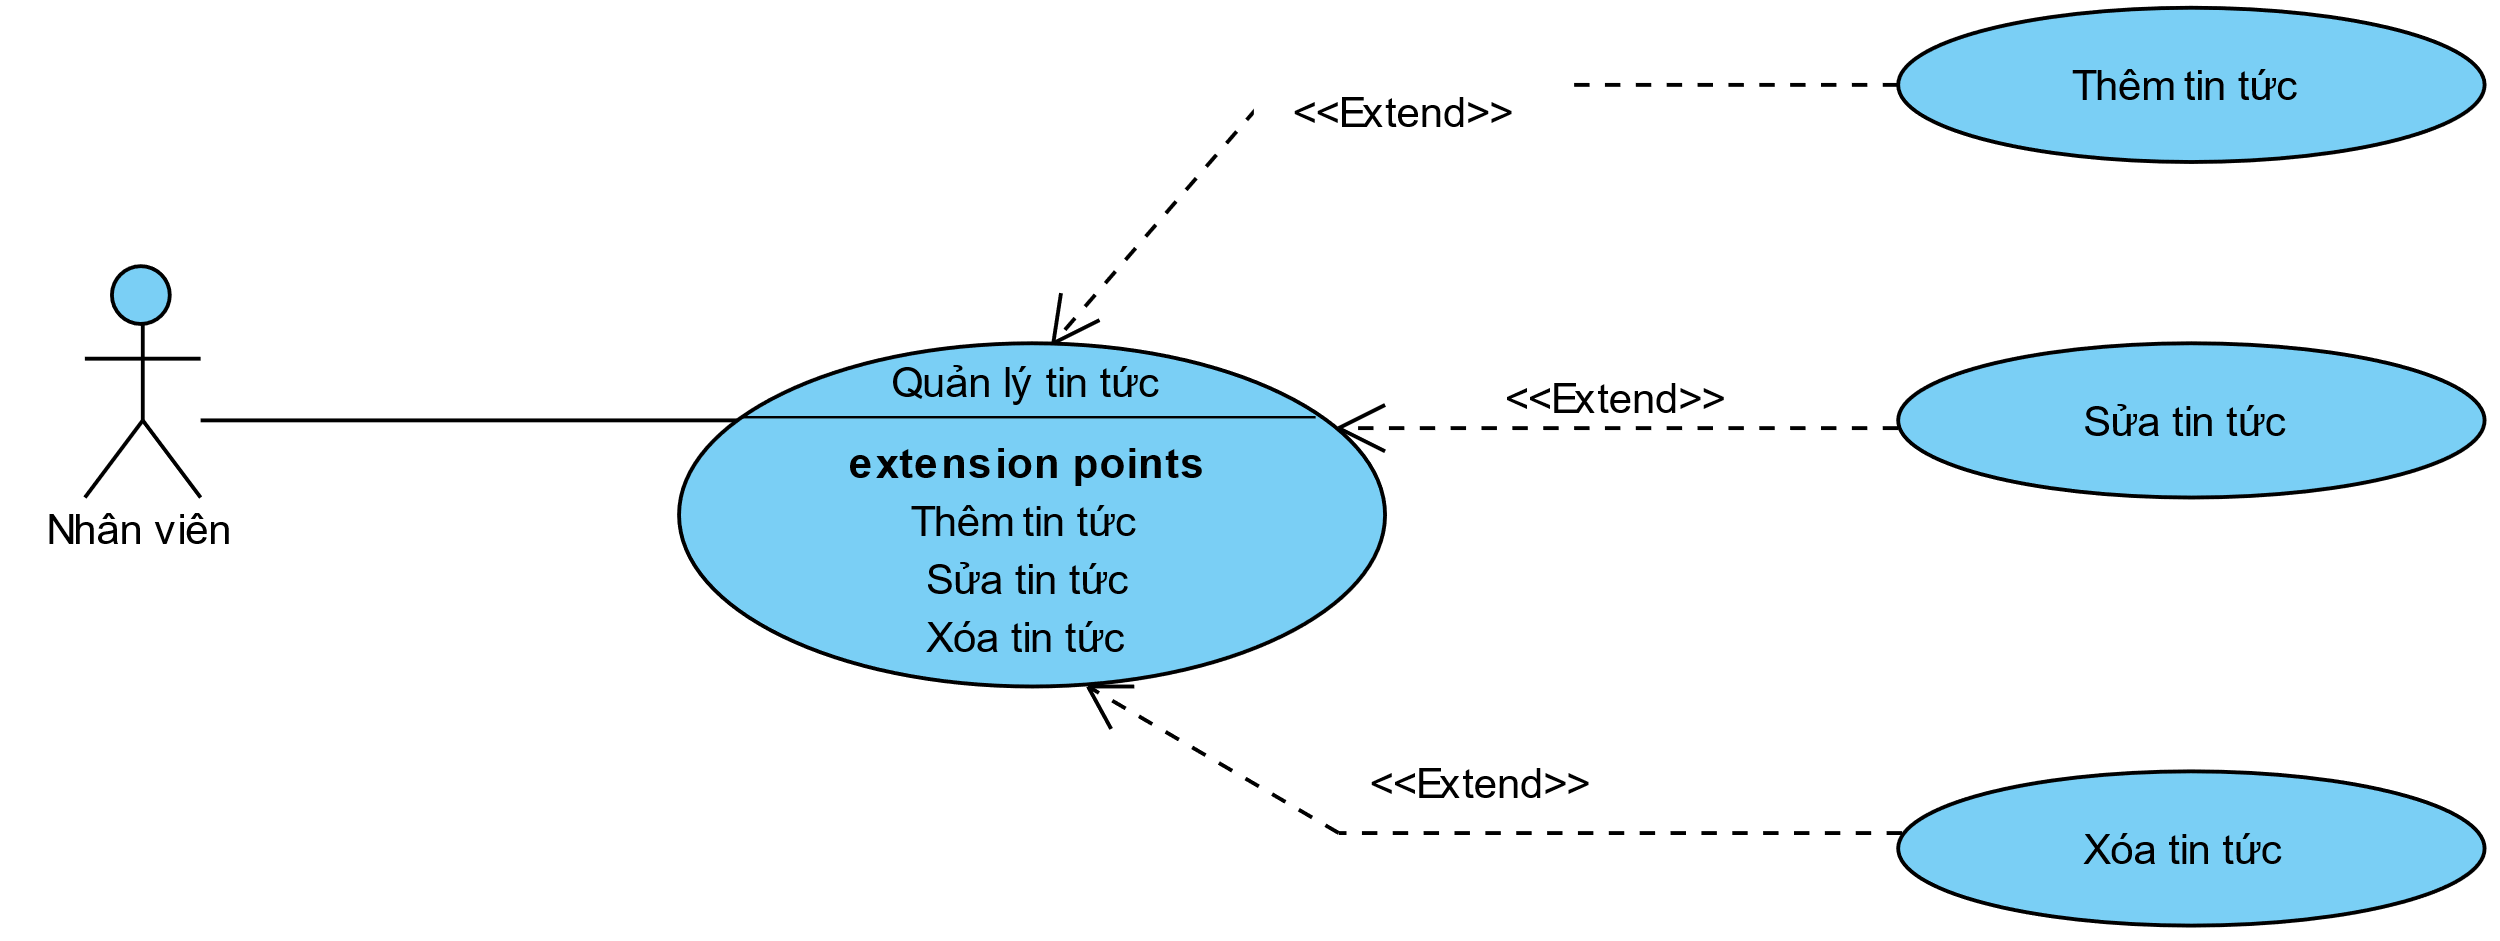 Thêm tin tức
<<Extend>>
Quản lý tin tức
<<Extend>>
Sửa tin tức
extension points
Thêm tin tức
Sửa tin tức
Xóa tin tức
Nhân viên
<<Extend>>
Xóa tin tức